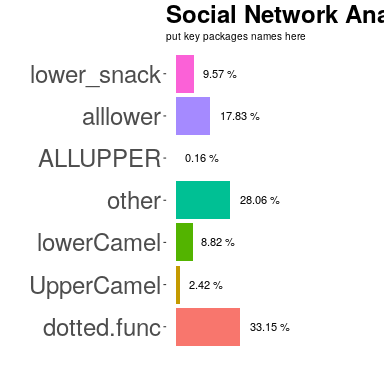 Social Network Ana
put key packages names here
lower_snack
9.57 %
alllower
17.83 %
ALLUPPER
0.16 %
other
28.06 %
lowerCamel
8.82 %
UpperCamel
2.42 %
dotted.func
33.15 %